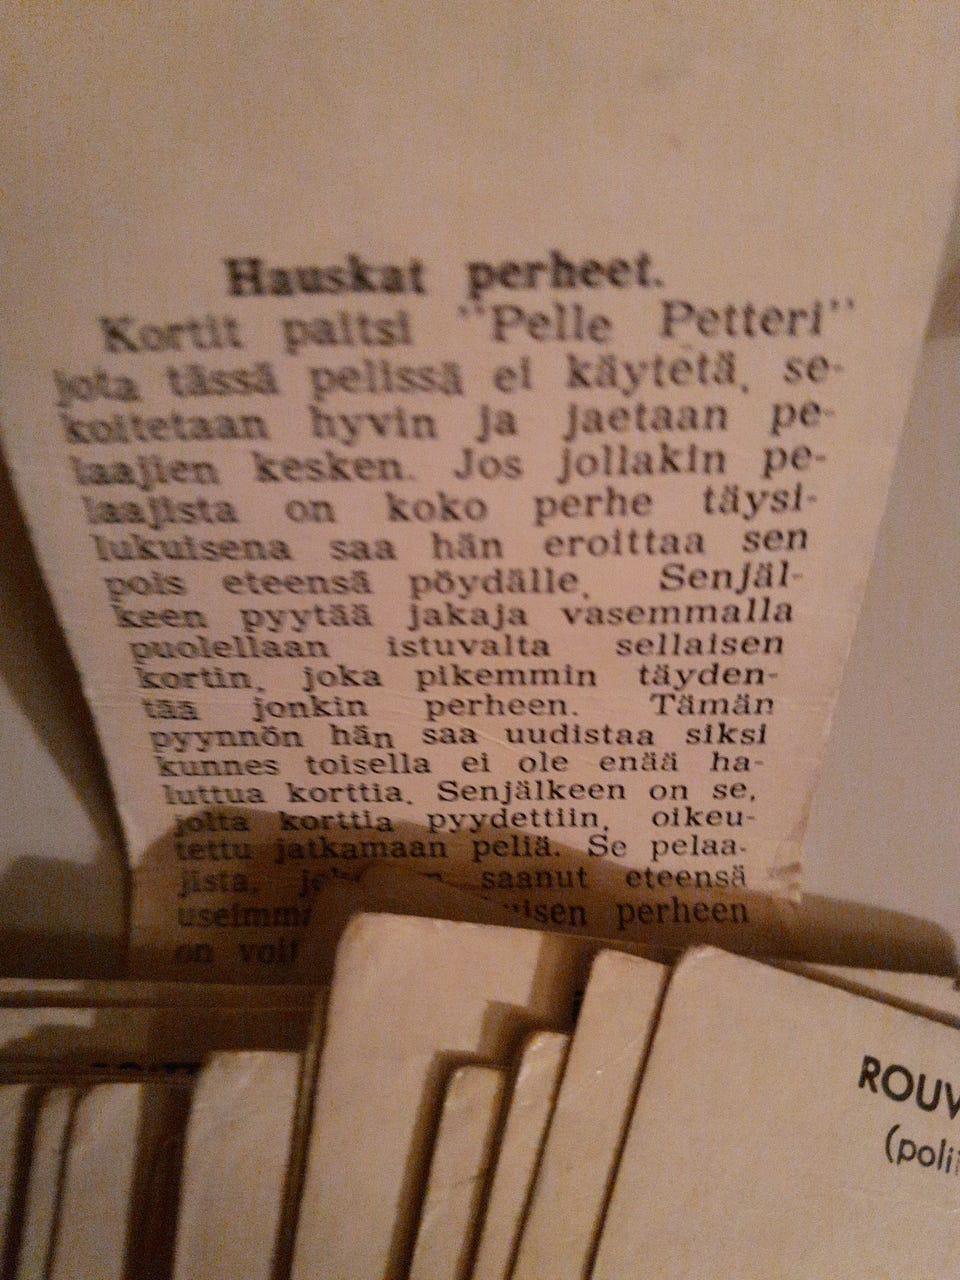 Hauskat perheet.
Kortit paitsi "Pelle Petteri"
jota tässä pelissä ei käytetä, se-
koitetaan hyvin ja jaetaan pe-
laajien kesken. Jos jollakin pe-
laajista on koko perhe täysi-
lukuisena saa hän eroittaa sen
pois eteensä pöydälle. Senjäl-
keen pyytää jakaja vasemmalla
puolellaan istuvalta sellaisen
kortin, joka pikemmin täyden-
tää jonkin perheen. Tämän
pyynnön hän saa uudistaa siksi
kunnes toisella ei ole enää ha-
luttua korttia. Senjälkeen on se,
jolta korttia pyydettiin, oikeu-
tettu jatkamaan peliä. Se pelaa-
jista, saanut eteensä
perheen
on